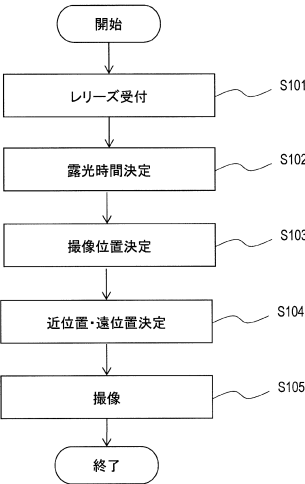 開始
レリーズ受付
S101
露光時間決定
S102
撮像位置決定
S103
近位置・遠位置決定
S104
撮像
S105
終了